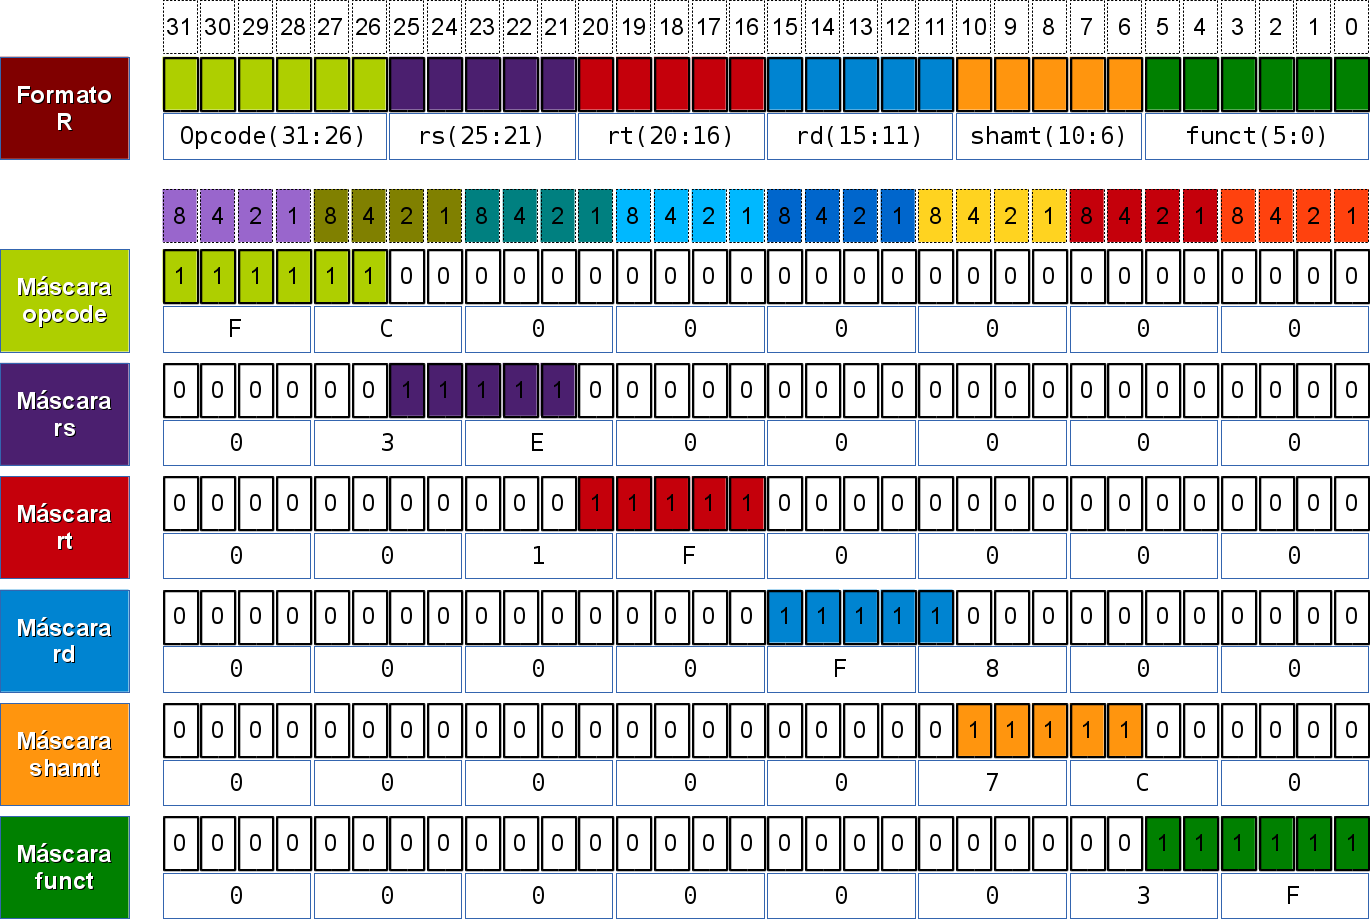 31 30 29 28 27 26 25 24 23 22 21 20 19 18 17 16 15 14 13 12 11 10 9 8 7 6 5 4 3 2 1 0
Formato
R
Opcode(31:26) rs(25:21) rt(20:16) rd(15:11) shamt(10:6) funct(5:0)
8 4 2 1 8 4 2 1 8 4 2 1 8 4 2 1 8 4 2 1 8 4 2 1 8 4 2 1 8 4 2 1
Máscara
opcode
1 1 1 1 1 1 0 0 0 0 0 0 0 0 0 0 0 0 0 0 0 0 0 0 0 0 0 0 0 0 0 0
F C 0 0 0 0 0 0
Máscara
rs
0 0 0 0 0 0 1 1 1 1 1 0 0 0 0 0 0 0 0 0 0 0 0 0 0 0 0 0 0 0 0 0
0 3 E 0 0 0 0 0
Máscara
rt
0 0 0 0 0 0 0 0 0 0 0 1 1 1 1 1 0 0 0 0 0 0 0 0 0 0 0 0 0 0 0 0
0 0 1 F 0 0 0 0
Máscara
rd
0 0 0 0 0 0 0 0 0 0 0 0 0 0 0 0 1 1 1 1 1 0 0 0 0 0 0 0 0 0 0 0
0 0 0 0 F 8 0 0
Máscara
shamt
0 0 0 0 0 0 0 0 0 0 0 0 0 0 0 0 0 0 0 0 0 1 1 1 1 1 0 0 0 0 0 0
0 0 0 0 0 7 C 0
Máscara
funct
0 0 0 0 0 0 0 0 0 0 0 0 0 0 0 0 0 0 0 0 0 0 0 0 0 0 1 1 1 1 1 1
0 0 0 0 0 0 3 F